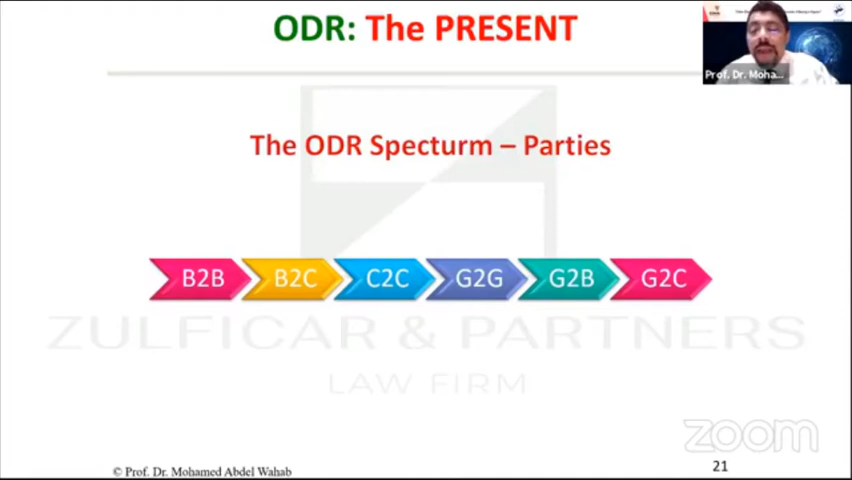 ODR: The PRESENT
Prof. Dr. Moha...
The ODR Specturm – Parties
B2B B2C C2C G2G G2B G2C
ZULFICAR & PARTNERS
LAW FIRM
zoom
© Prof. Dr. Mohamed Abdel Wahab
21